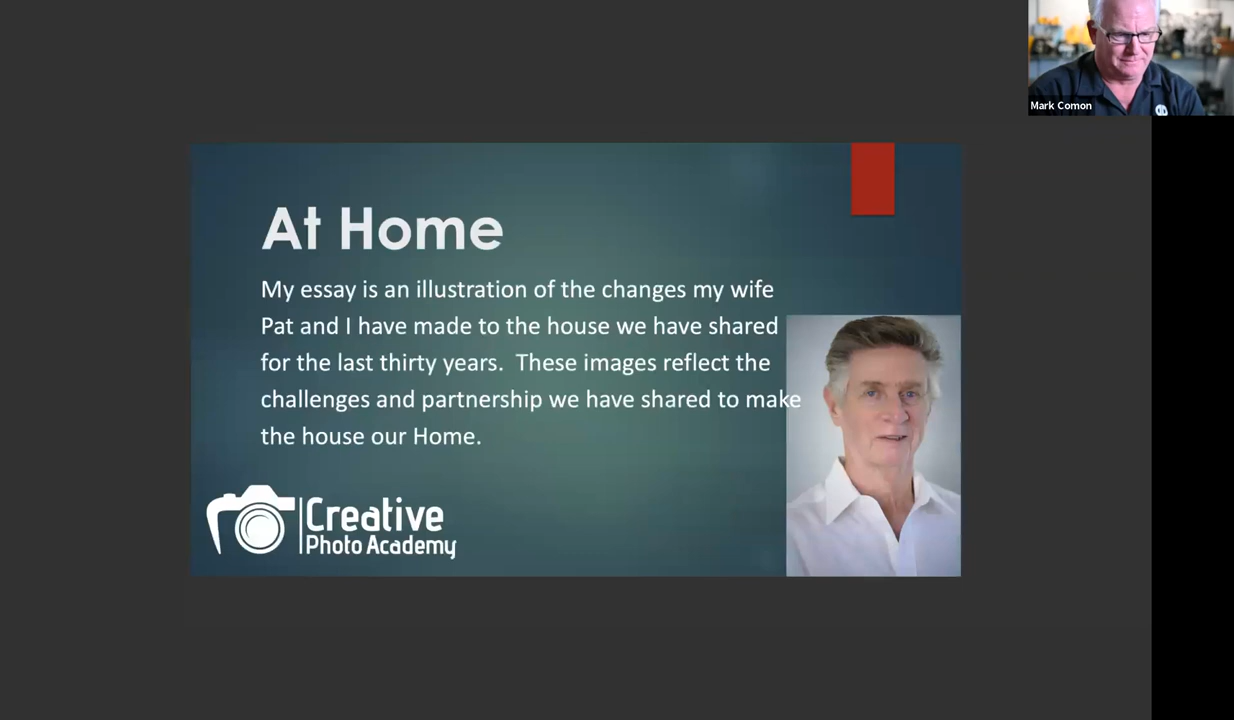 Mark Comon
At Home
My essay is an illustration of the changes my wife
Pat and I have made to the house we have shared
for the last thirty years.  These images reflect the
challenges and partnership we have shared to make
the house our Home.
Creative
Photo Academy